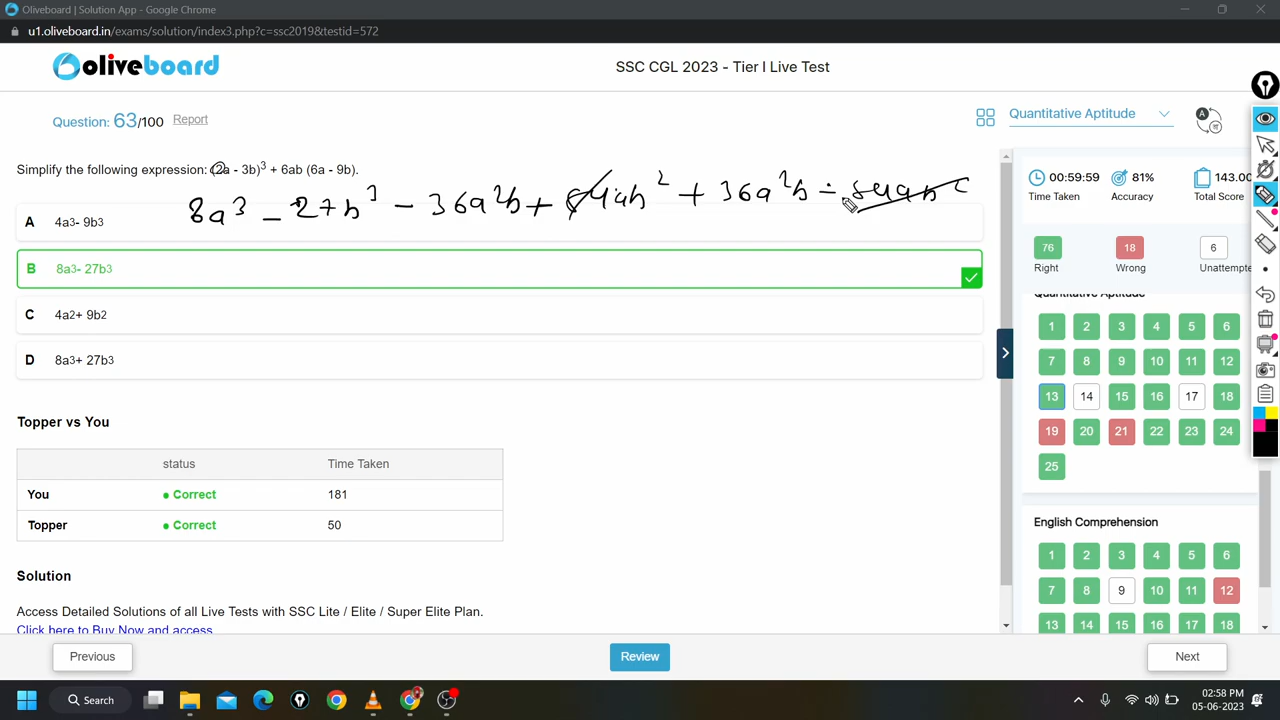 Oliveboard | Solution App - Google Chrome
u1.oliveboard.in/exams/solution/index3.php?c=ssc2019&testid=572
oliveboard
SSC CGL 2023 - Tier I Live Test
Question: 63/100 Report
Quantitative Aptitude
A
Simplify the following expression: (2a - 3b)³ + 6ab (6a - 9b).
8a³ - 27b³ - 36a²b + 54ab² + 36a²b - 54ab²
A 4a3- 9b3
B 8a3- 27b3
C 4a2+ 9b2
D 8a3+ 27b3
Topper vs You
status Time Taken
You Correct 181
Topper Correct 50
Solution
Access Detailed Solutions of all Live Tests with SSC Lite / Elite / Super Elite Plan.
Click here to Buy Now and access
00:59:59 81% 143.00
Time Taken Accuracy Total Score
76 18 6
Right Wrong Unattempte
Quantitative Aptitude
1 2 3 4 5 6
7 8 9 10 11 12
13 14 15 16 17 18
19 20 21 22 23 24
25
English Comprehension
1 2 3 4 5 6
7 8 9 10 11 12
13 14 15 16 17 18
Previous Review Next
Search
02:58 PM
05-06-2023